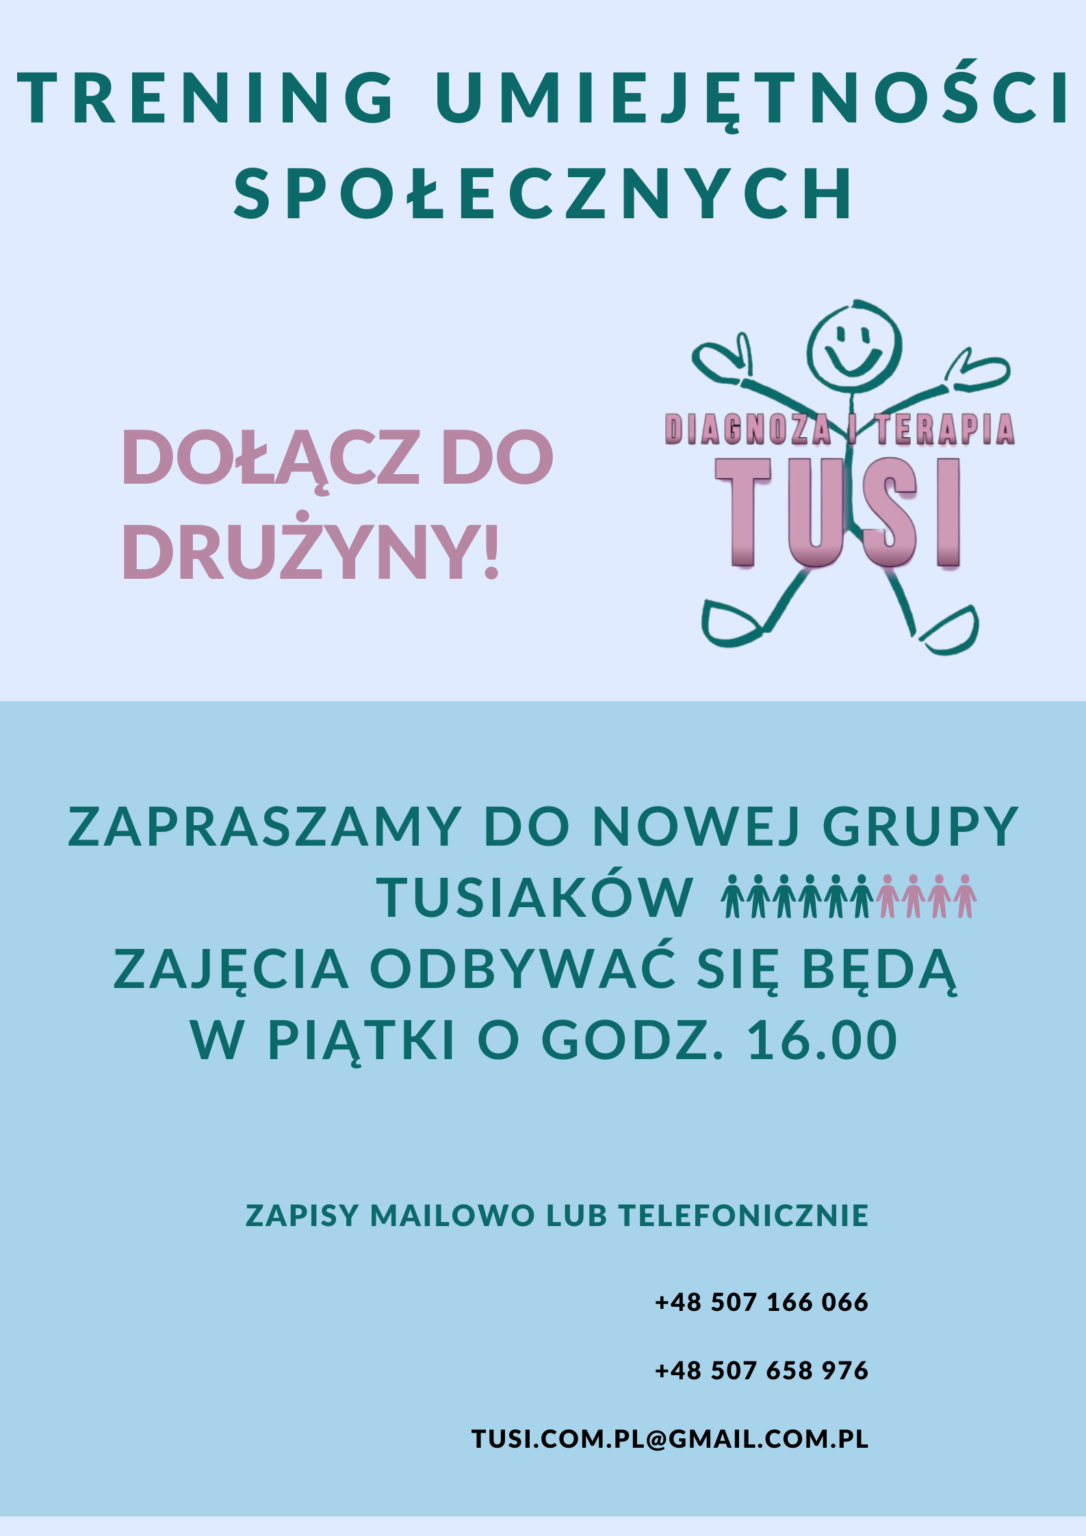 TRENING UMIEJĘTNOŚCI
SPOŁECZNYCH
DIAGNOZA I TERAPIA
TUSI
DOŁĄCZ DO
DRUŻYNY!
ZAPRASZAMY DO NOWEJ GRUPY
TUSIAKÓW
ZAJĘCIA ODBYWAĆ SIĘ BĘDĄ
W PIĄTKI O GODZ. 16.00
ZAPISY MAILOWO LUB TELEFONICZNIE
+48 507 166 066
+48 507 658 976
TUSI.COM.PL@GMAIL.COM.PL